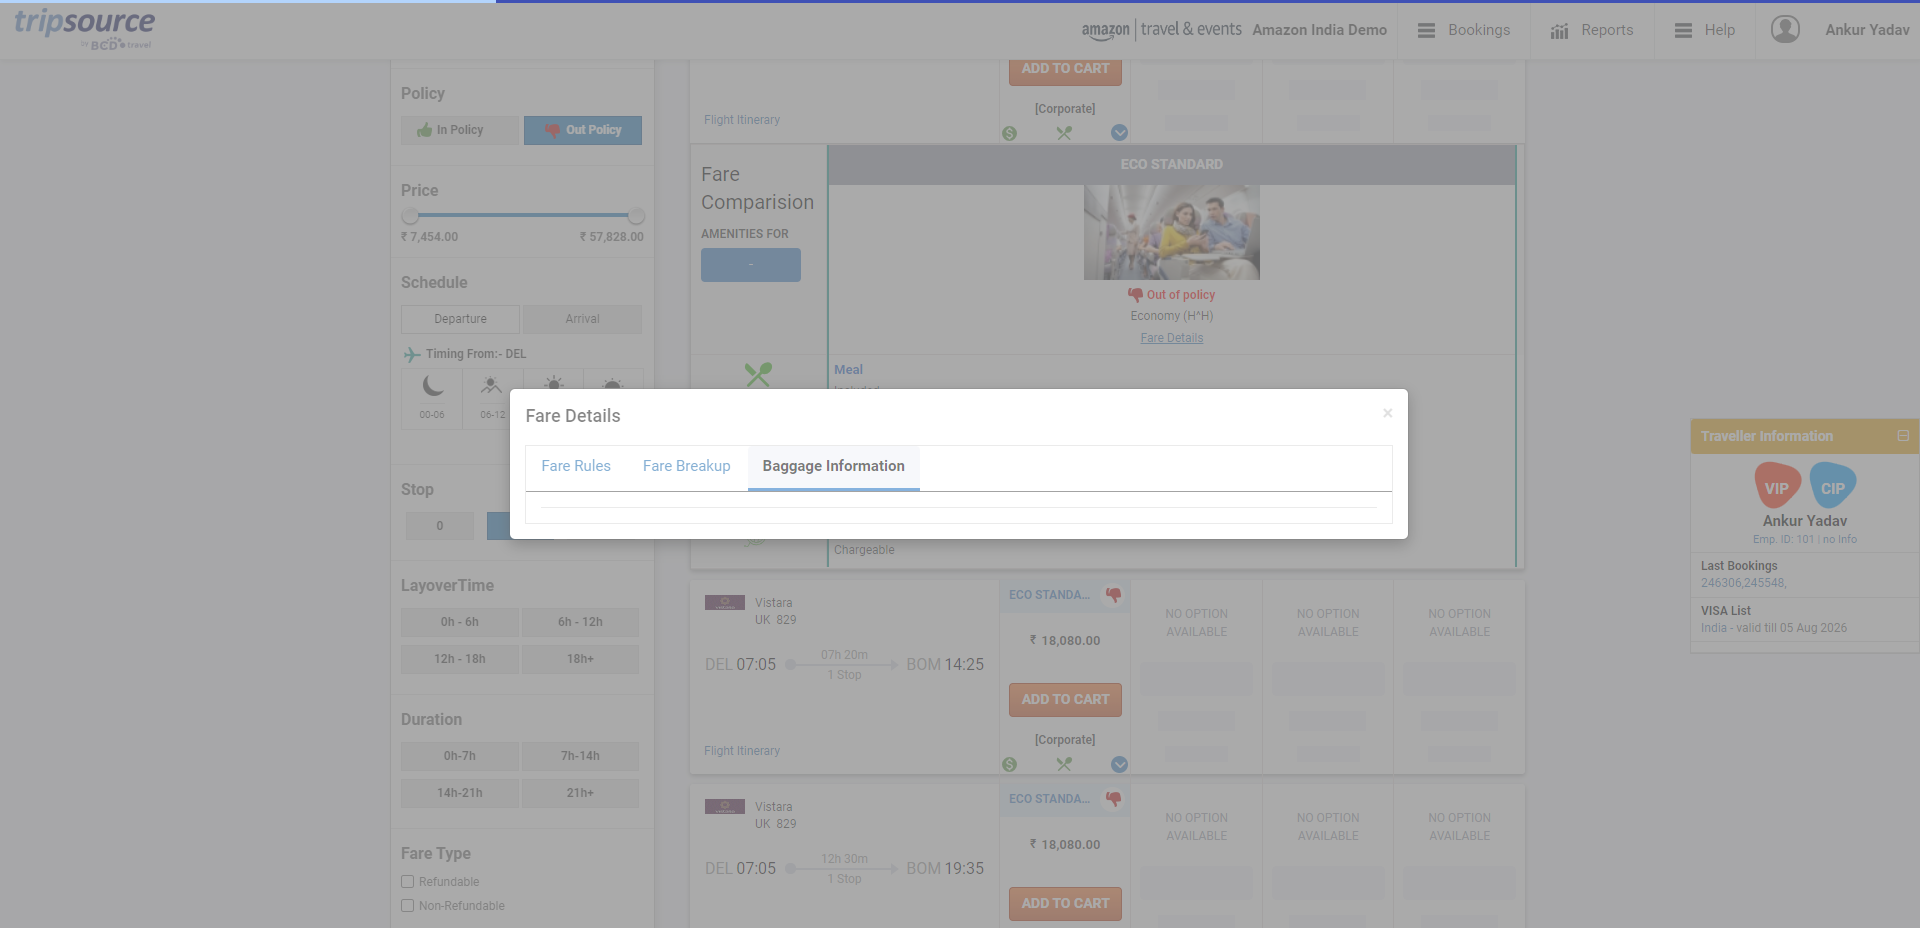 tripsource
by BCD travel
amazon travel & events Amazon India Demo
Bookings
Reports
Help
Ankur Yadav
Policy
In Policy
Out Policy
Price
₹ 7,454.00
₹ 57,828.00
Schedule
Departure
Arrival
Timing From:- DEL
00-06
06-12
Stop
0
LayoverTime
0h - 6h
6h - 12h
12h - 18h
18h+
Duration
0h-7h
7h-14h
14h-21h
21h+
Fare Type
Refundable
Non-Refundable
ADD TO CART
[Corporate]
Flight Itinerary
Fare
Comparision
AMENITIES FOR
-
ECO STANDARD
Out of policy
Economy (H^H)
Fare Details
Meal
Included
Fare Details
×
Fare Rules
Fare Breakup
Baggage Information
Chargeable
Vistara
UK 829
DEL 07:05
07h 20m
1 Stop
BOM 14:25
Flight Itinerary
ECO STANDA...
₹ 18,080.00
ADD TO CART
[Corporate]
NO OPTION
AVAILABLE
NO OPTION
AVAILABLE
NO OPTION
AVAILABLE
Vistara
UK 829
DEL 07:05
12h 30m
1 Stop
BOM 19:35
ECO STANDA...
₹ 18,080.00
ADD TO CART
NO OPTION
AVAILABLE
NO OPTION
AVAILABLE
NO OPTION
AVAILABLE
Traveller Information
VIP
CIP
Ankur Yadav
Emp. ID: 101 | no Info
Last Bookings
246306,245548,
VISA List
India - valid till 05 Aug 2026